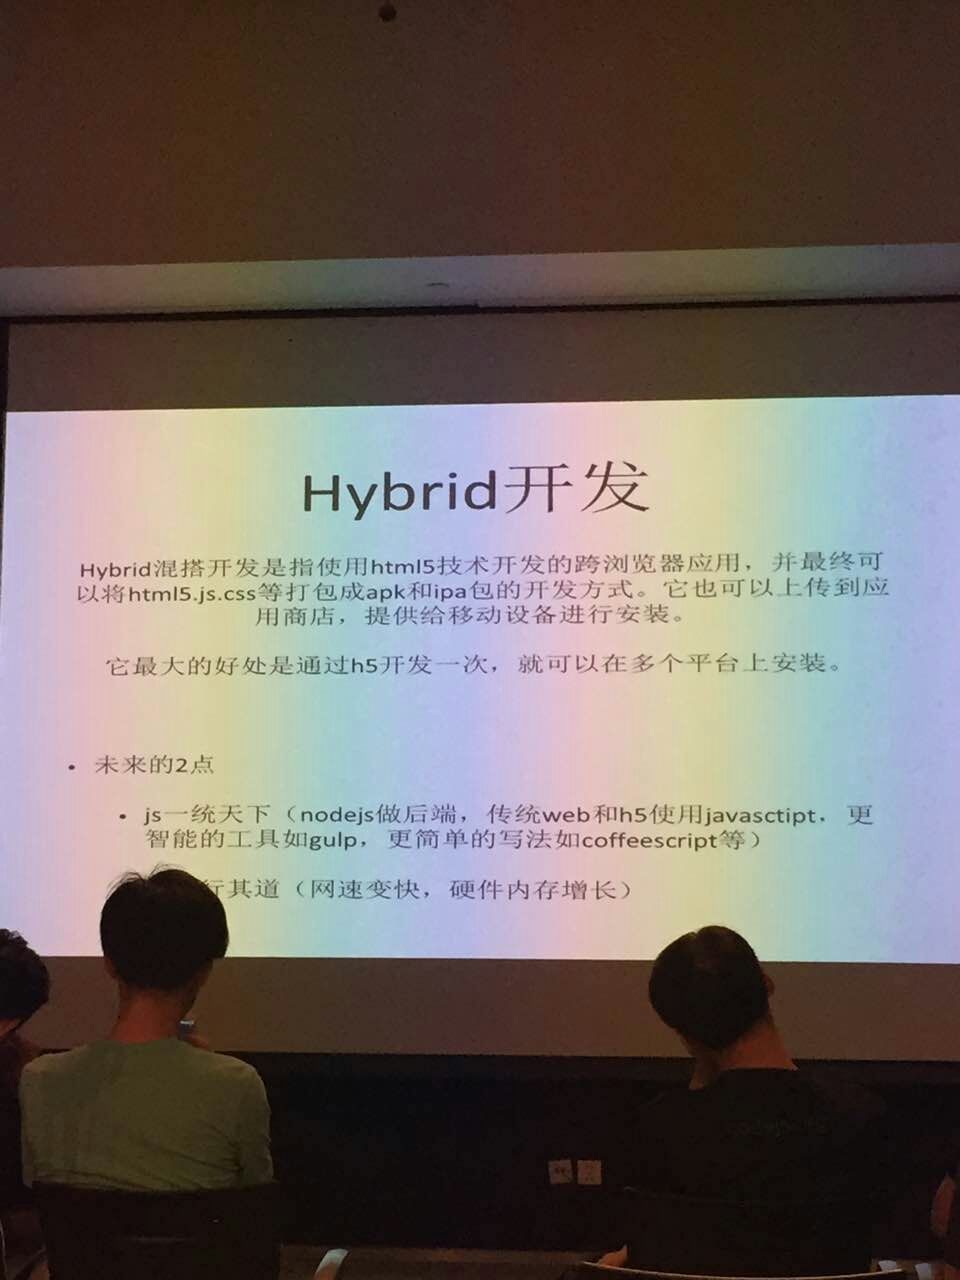 Hybrid开发
Hybrid混搭开发是指使用html5技术开发的跨浏览器应用，并最终可
以将html5.js.css等打包成apk和ipa包的开发方式。它也可以上传到应
用商店，提供给移动设备进行安装。
它最大的好处是通过h5开发一次，就可以在多个平台上安装。
• 未来的2点
• js一统天下（nodejs做后端，传统web和h5使用javasctipt，更
智能的工具如gulp，更简单的写法如coffeescript等）
行其道（网速变快，硬件内存增长）